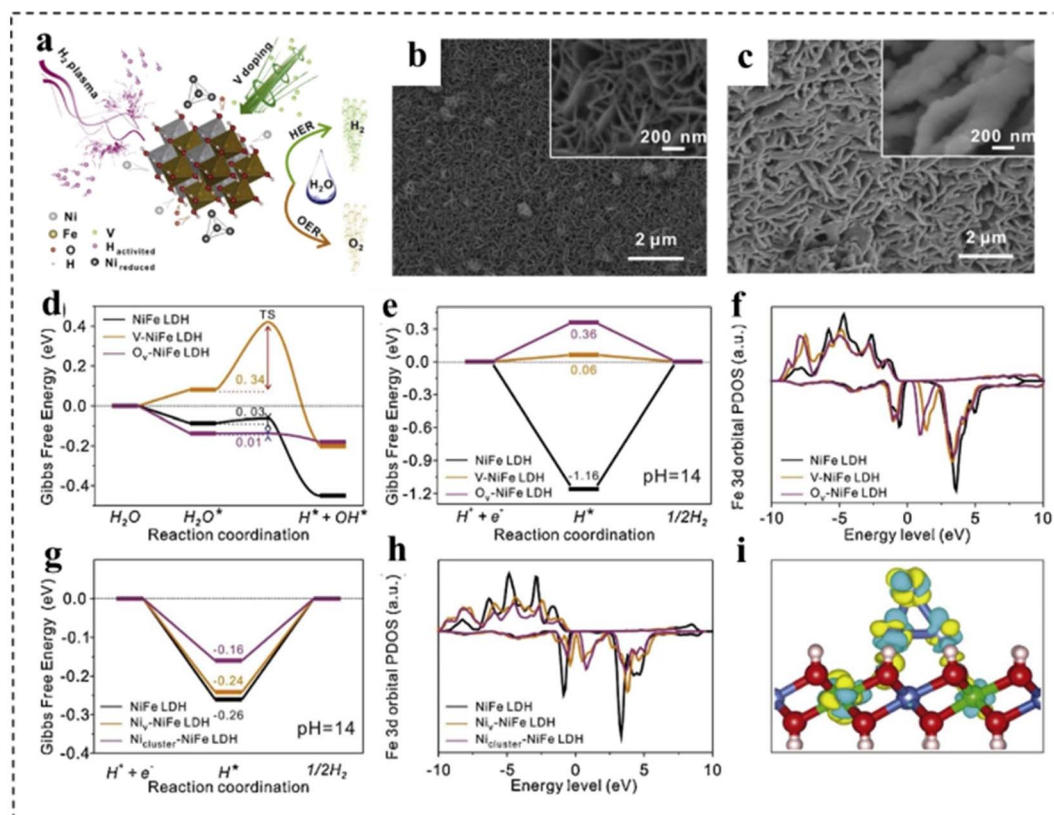 a
H₂ plasma
V doping
HER
H₂
H₂O
OER
O₂
Ni
Fe
O
H
V
H_activited
Ni_reduced
b
200 nm
2 μm
c
200 nm
2 μm
d
Gibbs Free Energy (eV)
0.4
0.2
0.0
-0.2
-0.4
NiFe LDH
V-NiFe LDH
Oᵥ-NiFe LDH
TS
0.34
0.03
0.01
H₂O
H₂O*
H* + OH*
Reaction coordination
e
Gibbs Free Energy (eV)
0.3
0.0
-0.3
-0.6
-0.9
-1.2
0.36
0.06
-1.16
NiFe LDH
V-NiFe LDH
Oᵥ-NiFe LDH
pH=14
H⁺ + e⁻
H*
1/2H₂
Reaction coordination
f
Fe 3d orbital PDOS (a.u.)
NiFe LDH
V-NiFe LDH
Oᵥ-NiFe LDH
-10 -5 0 5 10
Energy level (eV)
g
Gibbs Free Energy (eV)
0.0
-0.1
-0.2
-0.3
-0.4
-0.16
-0.24
-0.26
NiFe LDH
Niᵥ-NiFe LDH
Ni_cluster-NiFe LDH
pH=14
H⁺ + e⁻
H*
1/2H₂
Reaction coordination
h
Fe 3d orbital PDOS (a.u.)
NiFe LDH
Niᵥ-NiFe LDH
Ni_cluster-NiFe LDH
-10 -5 0 5 10
Energy level (eV)
i